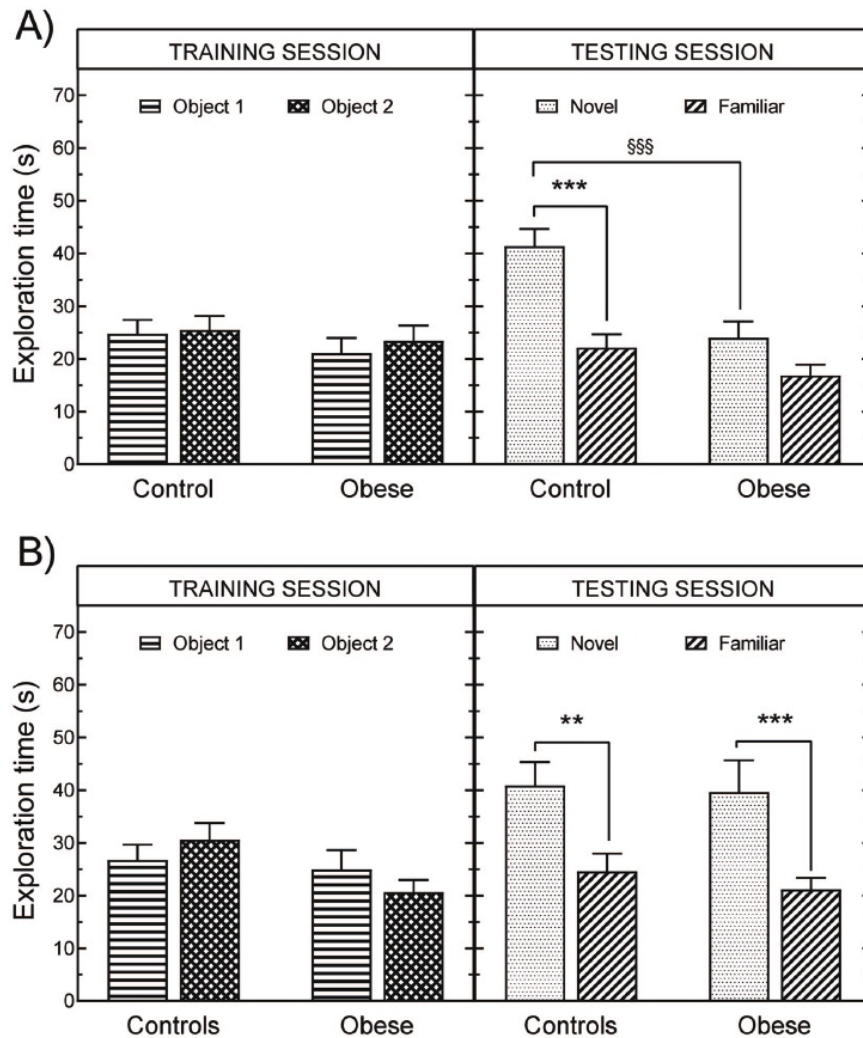 A)
TRAINING SESSION TESTING SESSION
Object 1 Object 2 Novel Familiar
Exploration time (s)
70
60
50
40
30
20
10
0
§§§
***
Control Obese Control Obese
B)
TRAINING SESSION TESTING SESSION
Object 1 Object 2 Novel Familiar
Exploration time (s)
70
60
50
40
30
20
10
0
** ***
Controls Obese Controls Obese